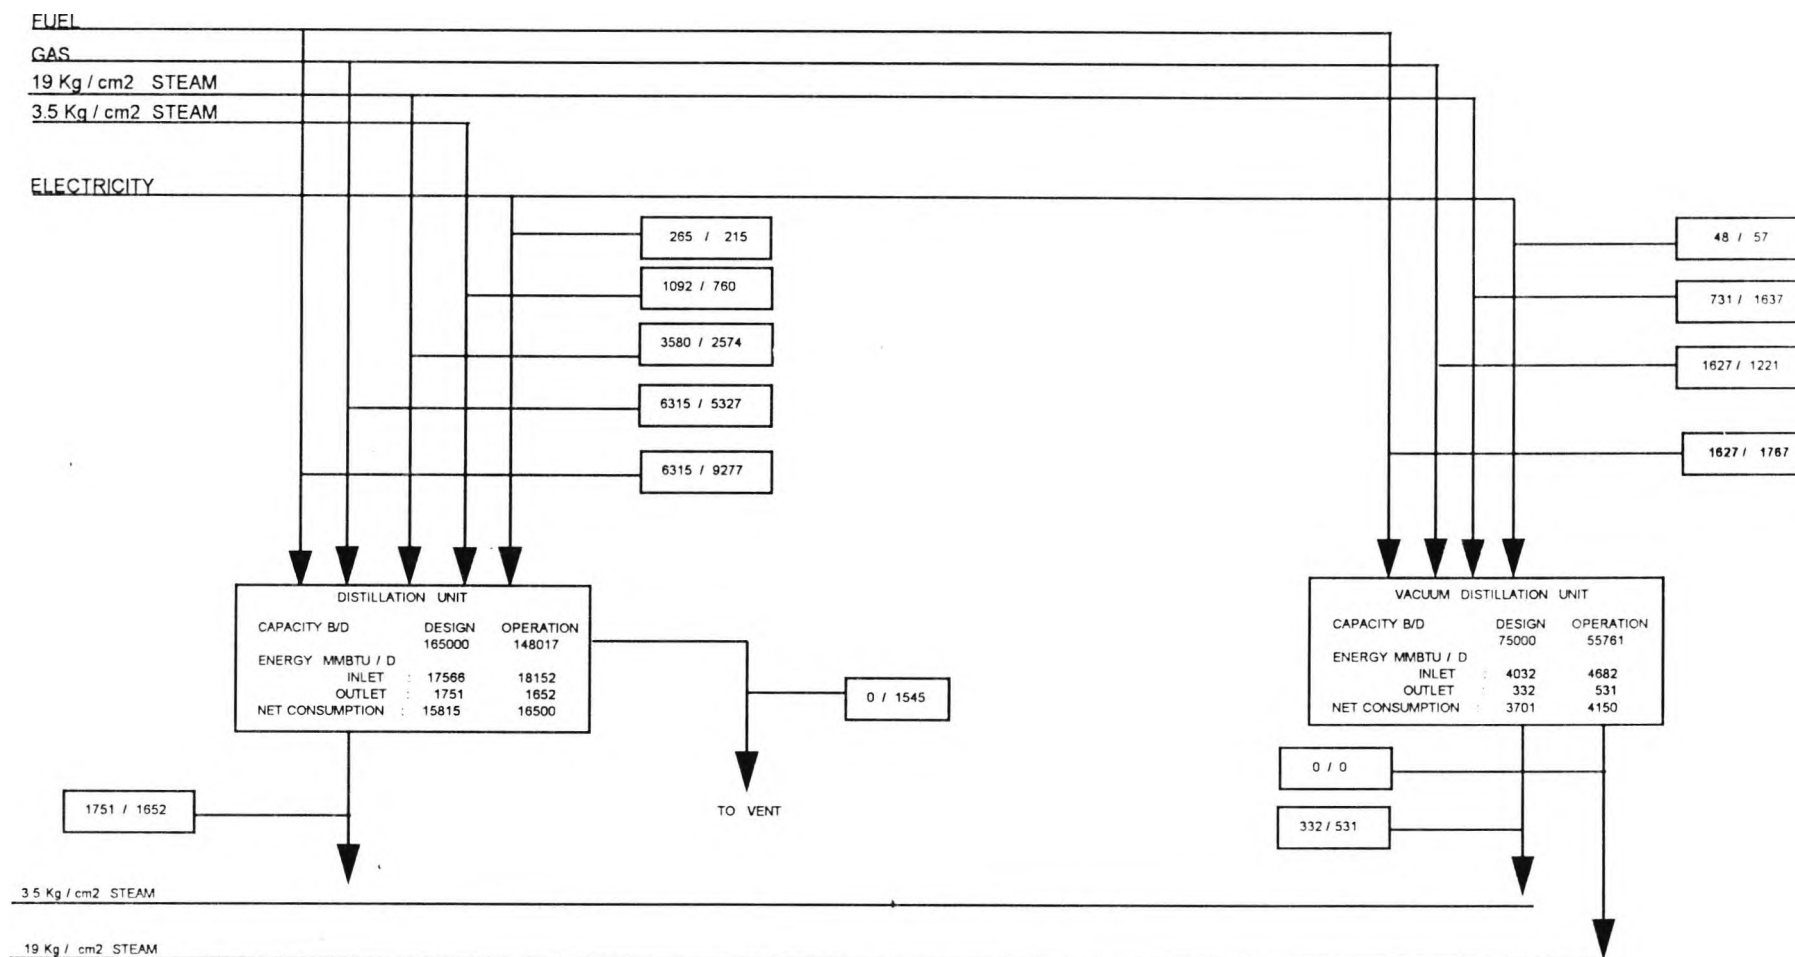 FUEL
GAS
19 Kg / cm2 STEAM
3.5 Kg / cm2 STEAM
ELECTRICITY
265 / 215
1092 / 760
3580 / 2574
6315 / 5327
6315 / 9277
48 / 57
731 / 1637
1627 / 1221
1627 / 1767
DISTILLATION UNIT
CAPACITY B/D DESIGN OPERATION
165000 148017
ENERGY MMBTU / D
INLET : 17566 18152
OUTLET : 1751 1652
NET CONSUMPTION : 15815 16500
0 / 1545
TO VENT
1751 / 1652
VACUUM DISTILLATION UNIT
CAPACITY B/D DESIGN OPERATION
75000 55761
ENERGY MMBTU / D
INLET : 4032 4682
OUTLET : 332 531
NET CONSUMPTION : 3701 4150
0 / 0
332 / 531
3 5 Kg / cm2 STEAM
19 Kg / cm2 STEAM